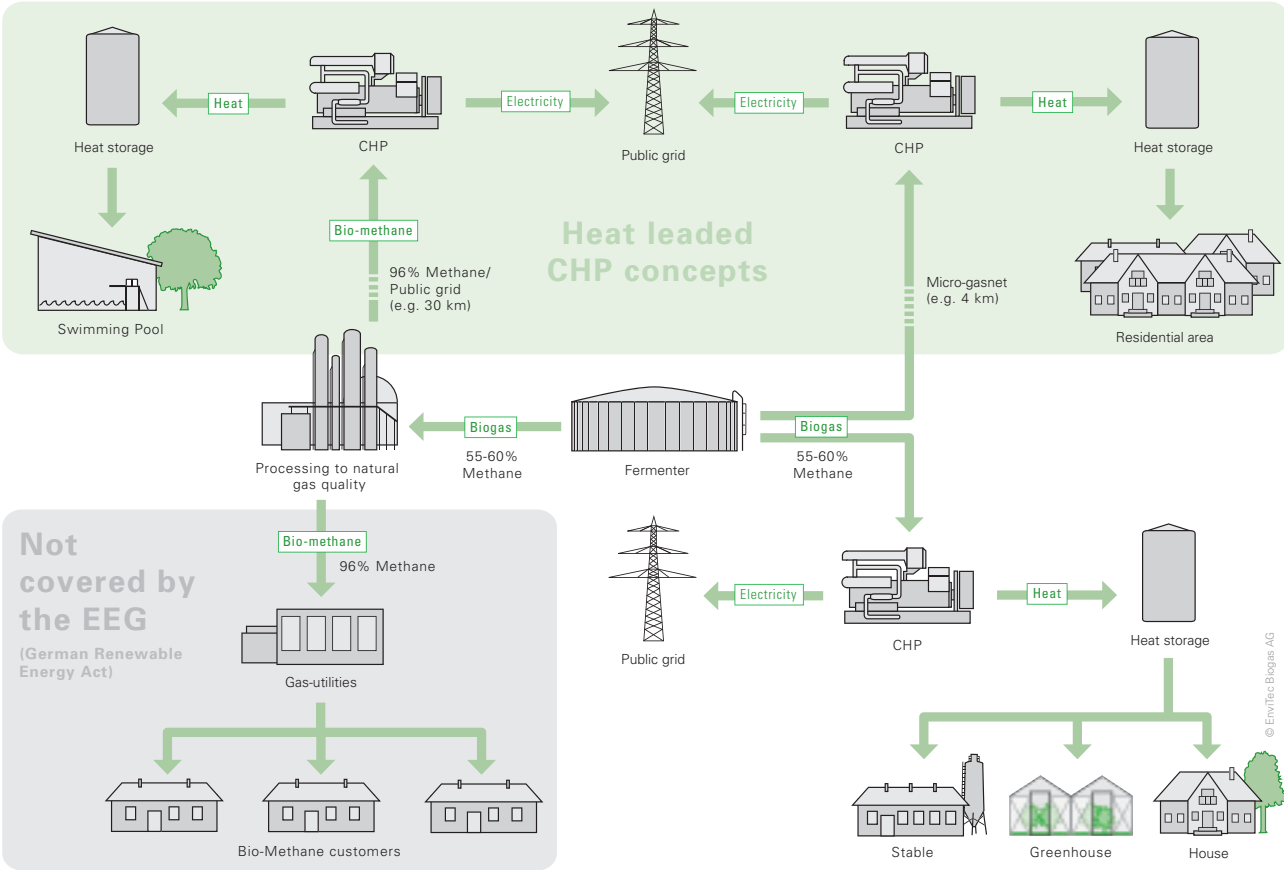 Heat
Electricity
Electricity
Heat
Heat storage
CHP
Public grid
CHP
Heat storage
Bio-methane
Heat leaded
CHP concepts
96% Methane/
Public grid
(e.g. 30 km)
Micro-gasnet
(e.g. 4 km)
Swimming Pool
Residential area
Biogas
Biogas
55-60%
Methane
55-60%
Methane
Processing to natural
gas quality
Fermenter
Not
covered by
the EEG
(German Renewable
Energy Act)
Bio-methane
96% Methane
Gas-utilities
Electricity
Heat
Public grid
CHP
Heat storage
© EnviTec Biogas AG
Bio-Methane customers
Stable
Greenhouse
House